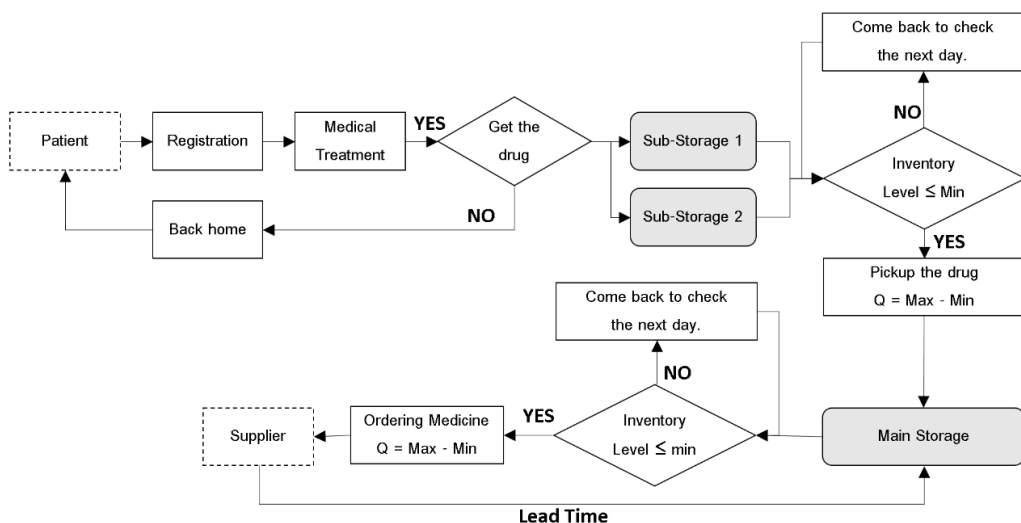 Come back to check
the next day.
NO
Patient
Registration
Medical
Treatment
YES
Get the
drug
Sub-Storage 1
Sub-Storage 2
Inventory
Level ≤ Min
NO
Back home
YES
Pickup the drug
Q = Max - Min
Come back to check
the next day.
NO
Supplier
Ordering Medicine
Q = Max - Min
YES
Inventory
Level ≤ min
Main Storage
Lead Time